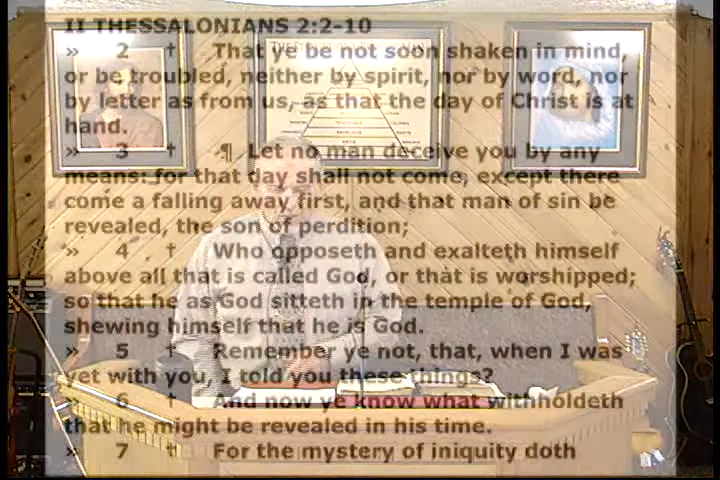 II THESSALONIANS 2:2-10
» 2 † That ye be not soon shaken in mind,
or be troubled, neither by spirit, nor by word, nor
by letter as from us, as that the day of Christ is at
hand.
» 3 † ¶ Let no man deceive you by any
means: for that day shall not come, except there
come a falling away first, and that man of sin be
revealed, the son of perdition;
» 4 † Who opposeth and exalteth himself
above all that is called God, or that is worshipped;
so that he as God sitteth in the temple of God,
shewing himself that he is God.
» 5 † Remember ye not, that, when I was
yet with you, I told you these things?
» 6 † And now ye know what withholdeth
that he might be revealed in his time.
» 7 † For the mystery of iniquity doth